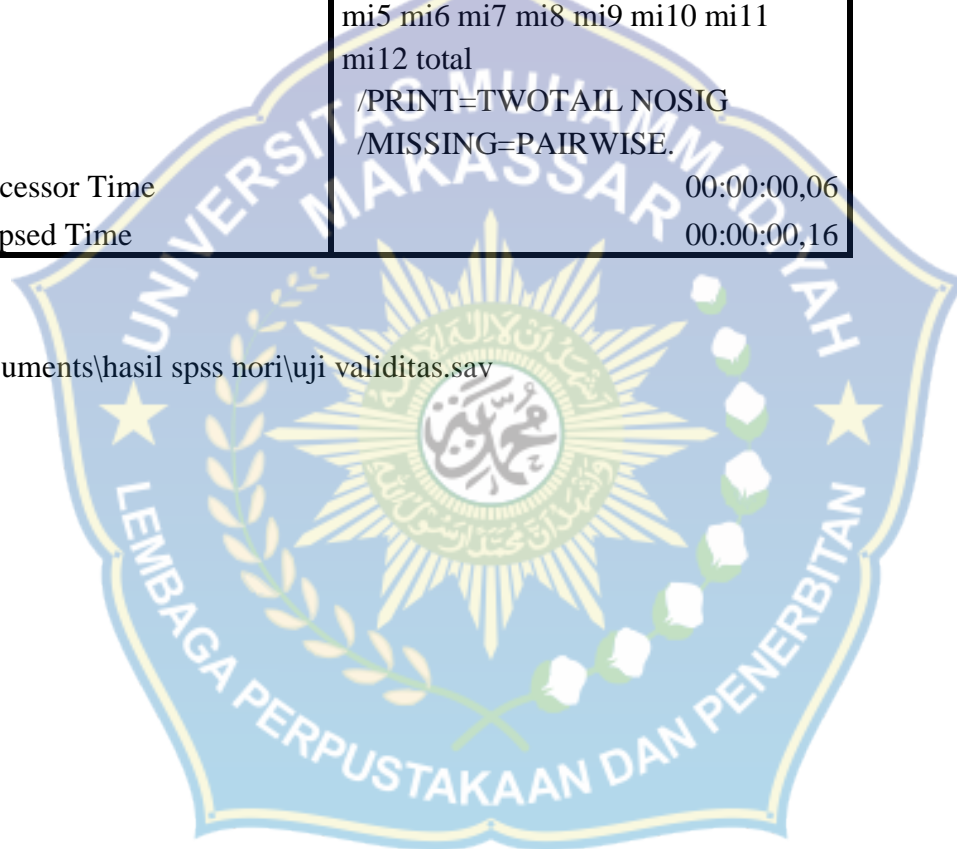 mi5 mi6 mi7 mi8 mi9 mi10 mi11
mi12 total
/PRINT=TWOTAIL NOSIG
/MISSING=PAIRWISE.
cessor Time 00:00:00,06
psed Time 00:00:00,16
uments\hasil spss nori\uji validitas.sav
UNIVERSITAS MUHAMMADIYAH
MAKASSAR
محمدية
LEMBAGA PERPUSTAKAAN DAN PENERBITAN